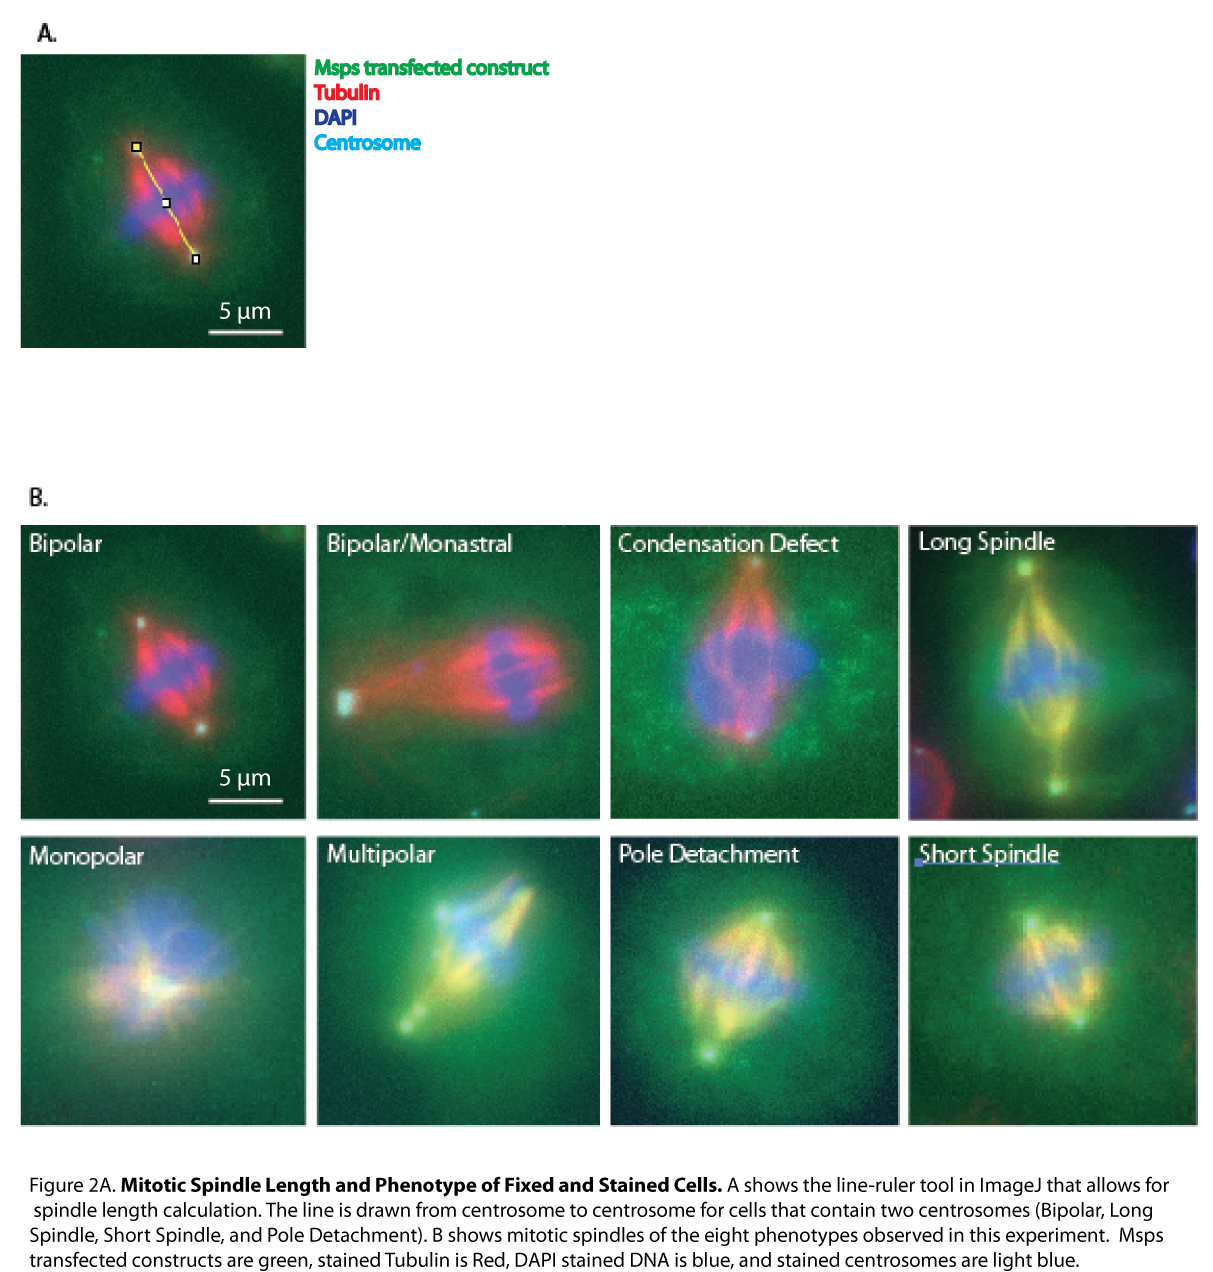 A.
Msps transfected construct
Tubulin
DAPI
Centrosome
5 µm
B.
Bipolar
Bipolar/Monastral
Condensation Defect
Long Spindle
5 µm
Monopolar
Multipolar
Pole Detachment
Short Spindle
Figure 2A. Mitotic Spindle Length and Phenotype of Fixed and Stained Cells. A shows the line-ruler tool in ImageJ that allows for
spindle length calculation. The line is drawn from centrosome to centrosome for cells that contain two centrosomes (Bipolar, Long
Spindle, Short Spindle, and Pole Detachment). B shows mitotic spindles of the eight phenotypes observed in this experiment. Msps
transfected constructs are green, stained Tubulin is Red, DAPI stained DNA is blue, and stained centrosomes are light blue.